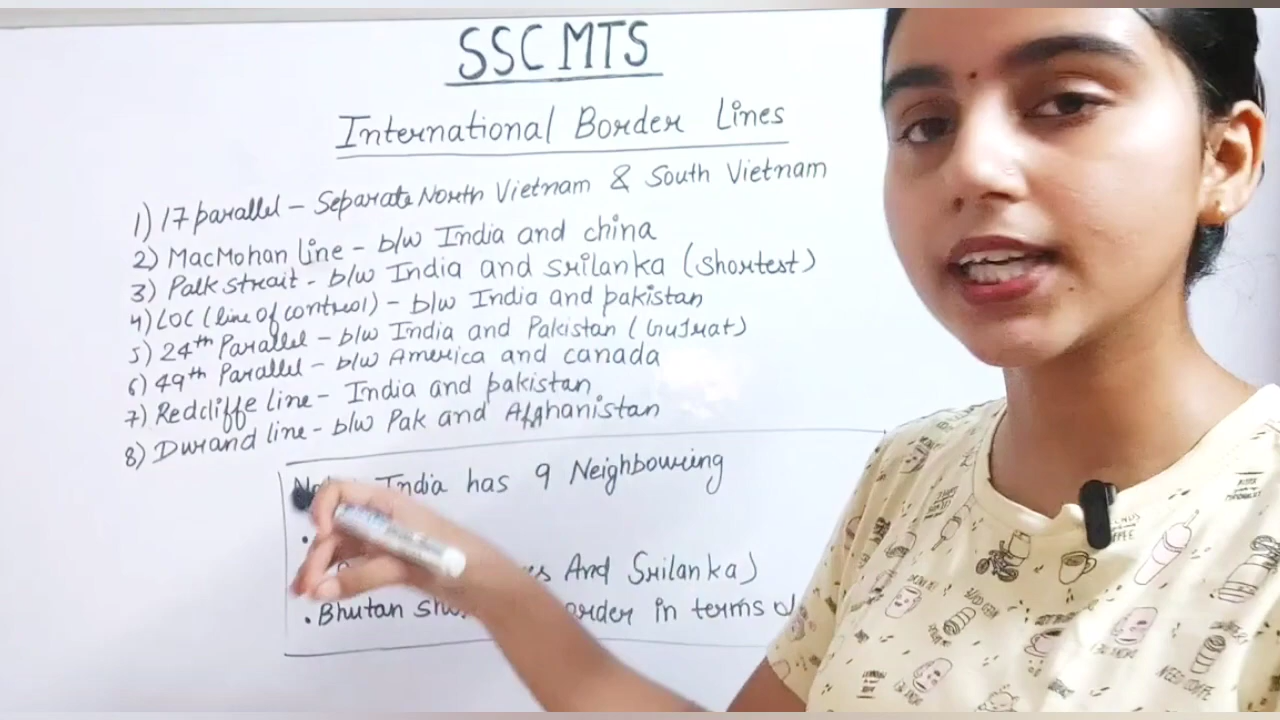 SSC MTS
International Border Lines
1) 17 parallel - Separate North Vietnam & South Vietnam
2) MacMohan line - b/w India and china
3) Palk strait - b/w India and srilanka (shortest)
4) LOC (line of control) - b/w India and pakistan
5) 24th Parallel - b/w India and Pakistan (Gujrat)
6) 49th Parallel - b/w America and canada
7) Redcliffe line - India and pakistan
8) Durand line - b/w Pak and Afghanistan
India has 9 Neighbouring
And Srilanka)
• Bhutan in terms